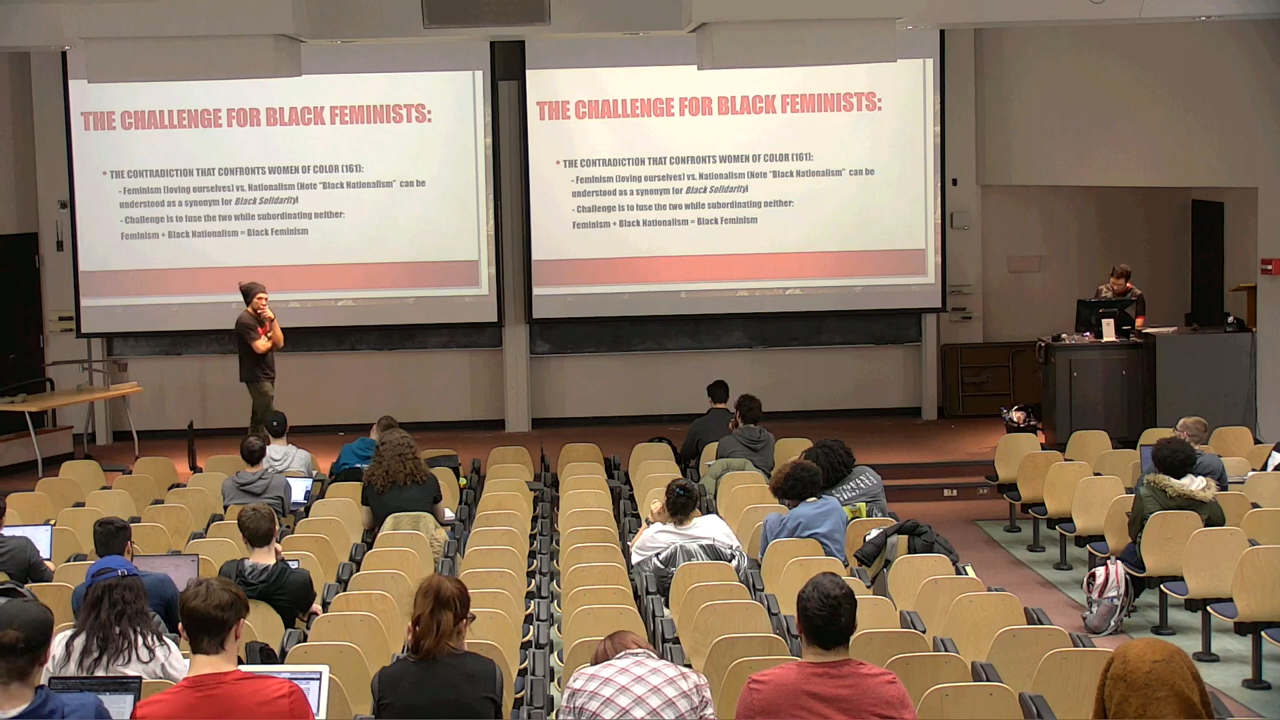 THE CHALLENGE FOR BLACK FEMINISTS:
• THE CONTRADICTION THAT CONFRONTS WOMEN OF COLOR (161):
- Feminism (loving ourselves) vs. Nationalism (Note "Black Nationalism" can be
understood as a synonym for Black Solidarity)
- Challenge is to fuse the two while subordinating neither:
Feminism + Black Nationalism = Black Feminism
THE CHALLENGE FOR BLACK FEMINISTS:
• THE CONTRADICTION THAT CONFRONTS WOMEN OF COLOR (161):
- Feminism (loving ourselves) vs. Nationalism (Note "Black Nationalism" can be
understood as a synonym for Black Solidarity)
- Challenge is to fuse the two while subordinating neither:
Feminism + Black Nationalism = Black Feminism